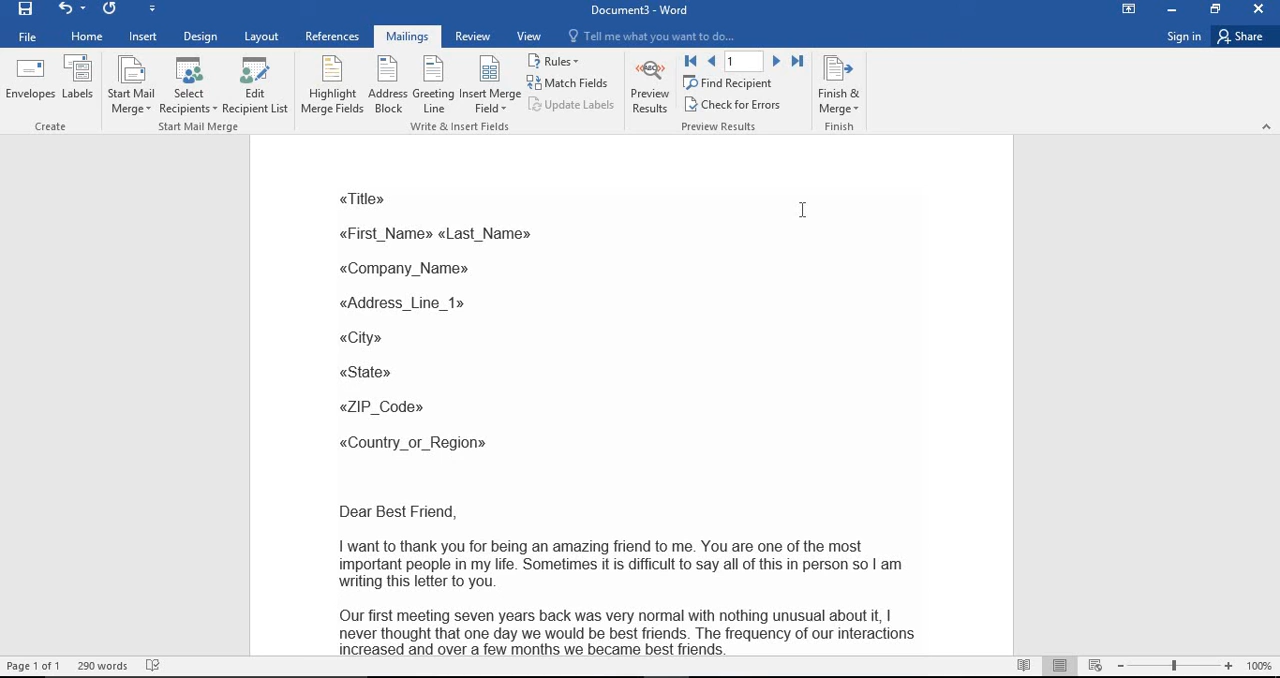 Document3 - Word
File Home Insert Design Layout References Mailings Review View Tell me what you want to do... Sign in Share
Envelopes Labels
Create
Start Mail Merge
Select Recipients
Edit Recipient List
Start Mail Merge
Highlight Merge Fields
Address Block
Greeting Line
Insert Merge Field
Rules
Match Fields
Update Labels
Write & Insert Fields
ABC
Preview Results
1
Find Recipient
Check for Errors
Preview Results
Finish & Merge
Finish
«Title»
«First_Name» «Last_Name»
«Company_Name»
«Address_Line_1»
«City»
«State»
«ZIP_Code»
«Country_or_Region»
Dear Best Friend,
I want to thank you for being an amazing friend to me. You are one of the most
important people in my life. Sometimes it is difficult to say all of this in person so I am
writing this letter to you.
Our first meeting seven years back was very normal with nothing unusual about it, I
never thought that one day we would be best friends. The frequency of our interactions
increased and over a few months we became best friends.
Page 1 of 1 290 words 100%